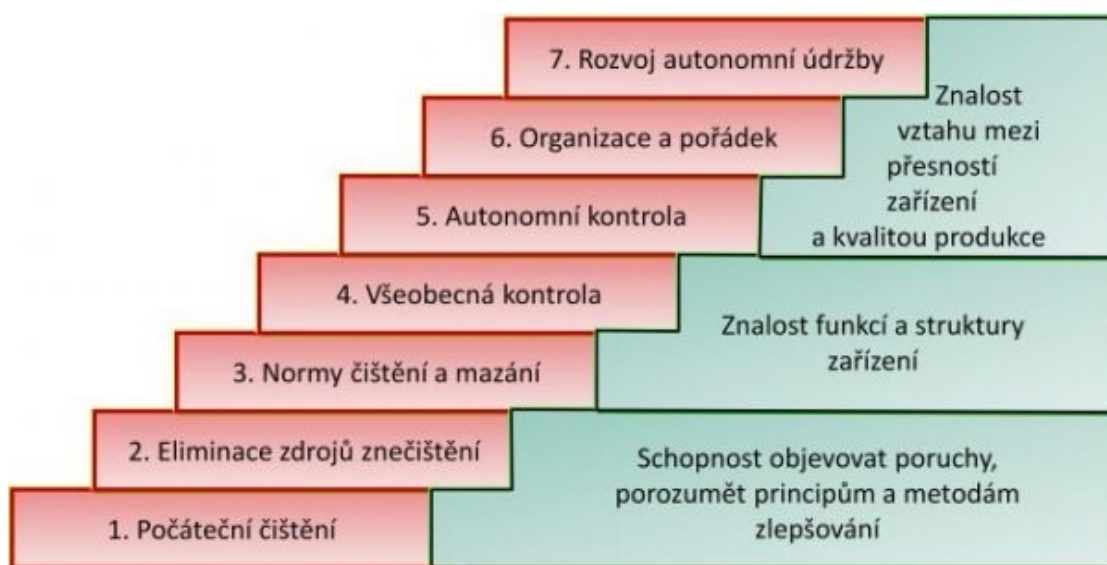 7. Rozvoj autonomní údržby
6. Organizace a pořádek
5. Autonomní kontrola
4. Všeobecná kontrola
3. Normy čištění a mazání
2. Eliminace zdrojů znečištění
1. Počáteční čištění
Znalost
vztahu mezi
přesností
zařízení
a kvalitou produkce
Znalost funkcí a struktury
zařízení
Schopnost objevovat poruchy,
porozumět principům a metodám
zlepšování